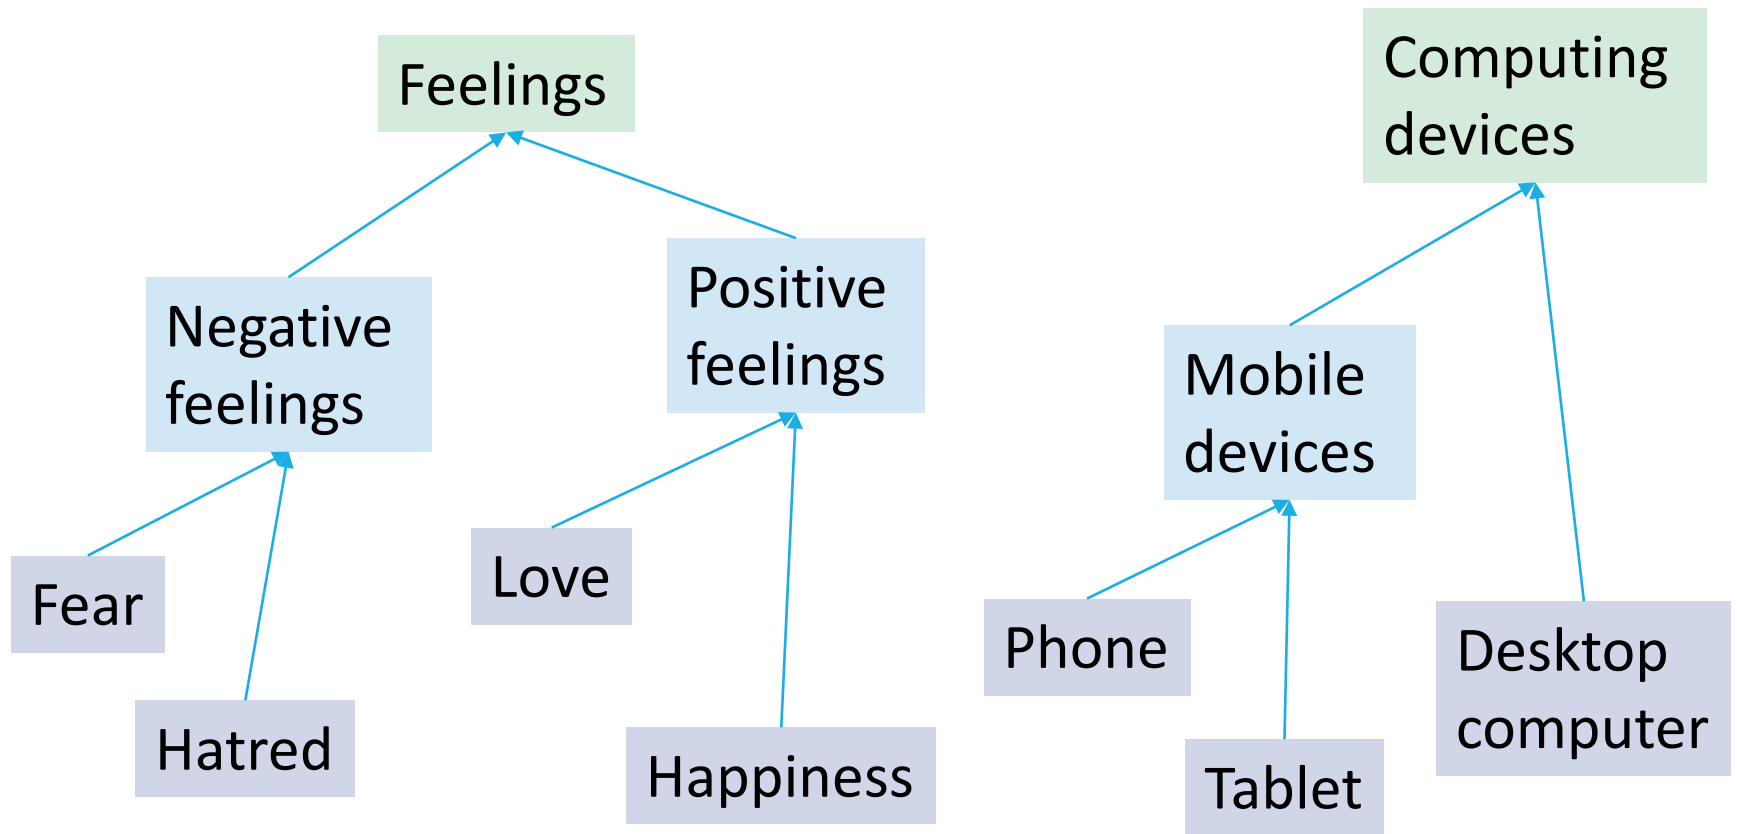 Feelings
Computing
devices
Negative
feelings
Positive
feelings
Mobile
devices
Fear
Hatred
Love
Happiness
Phone
Tablet
Desktop
computer